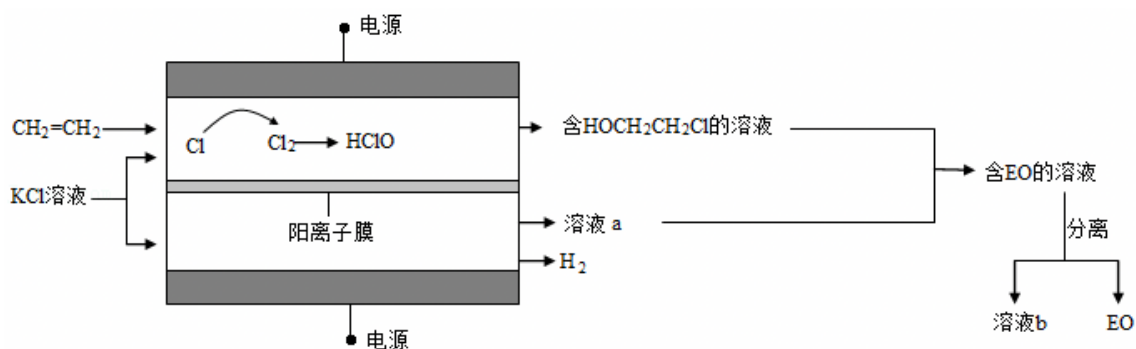 电源
CH₂=CH₂
Cl
Cl₂
HClO
含HOCH₂CH₂Cl的溶液
KCl溶液
含EO的溶液
阳离子膜
溶液 a
分离
H₂
溶液b
EO
电源